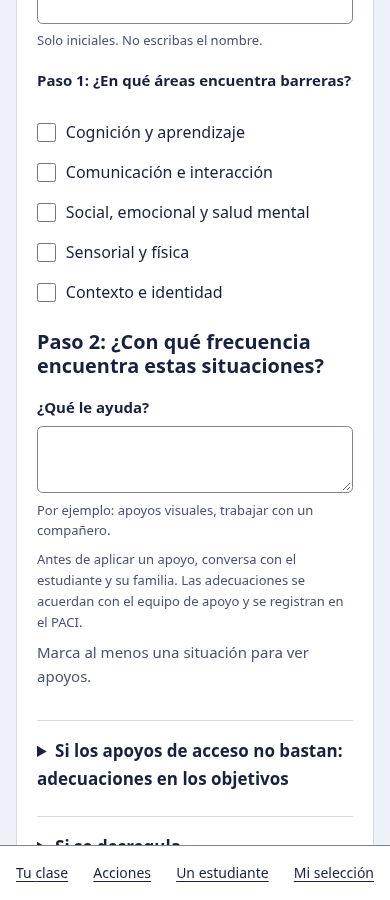 Solo iniciales. No escribas el nombre.
Paso 1: ¿En qué áreas encuentra barreras?
Cognición y aprendizaje
Comunicación e interacción
Social, emocional y salud mental
Sensorial y física
Contexto e identidad
Paso 2: ¿Con qué frecuencia
encuentra estas situaciones?
¿Qué le ayuda?
Por ejemplo: apoyos visuales, trabajar con un
compañero.
Antes de aplicar un apoyo, conversa con el
estudiante y su familia. Las adecuaciones se
acuerdan con el equipo de apoyo y se registran en
el PACI.
Marca al menos una situación para ver
apoyos.
Si los apoyos de acceso no bastan:
adecuaciones en los objetivos
Si se desregula
Tu clase Acciones Un estudiante Mi selección